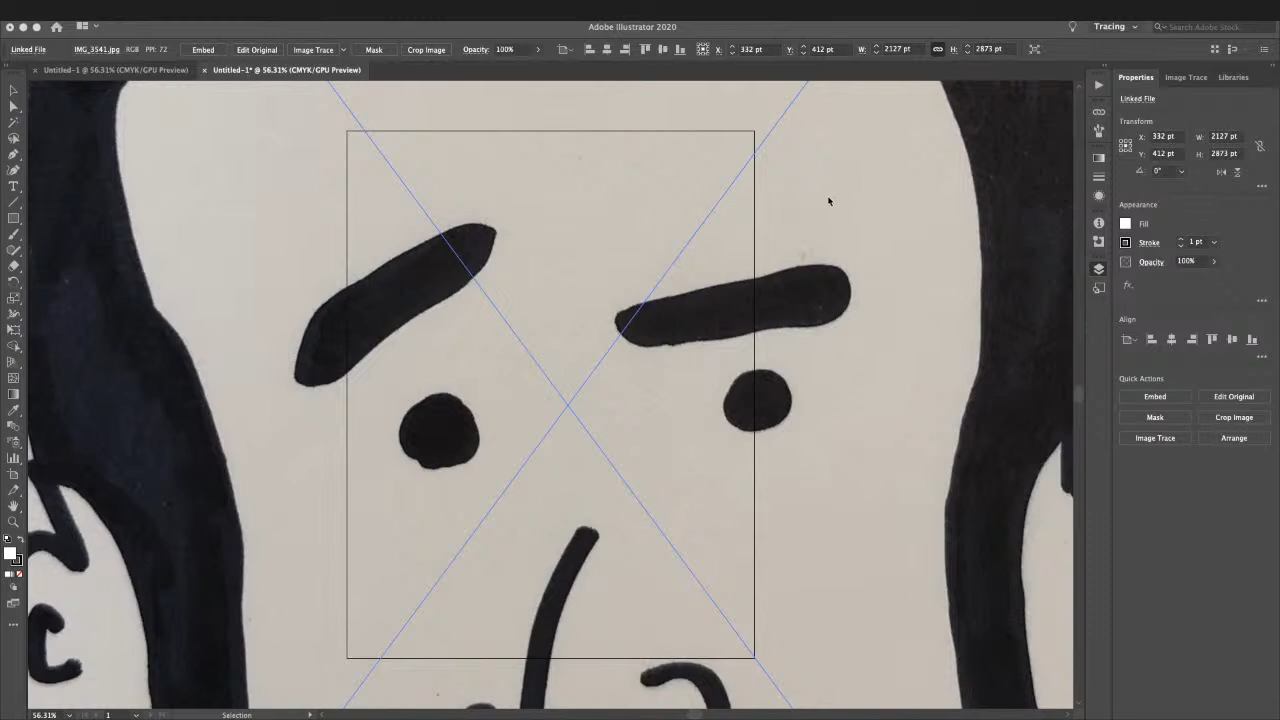 Adobe Illustrator 2020
Tracing
Search Adobe Stock
Linked File IMG_3541.jpg RGB PPI: 72 Embed Edit Original Image Trace Mask Crop Image Opacity: 100% X: 332 pt Y: 412 pt W: 2127 pt H: 2873 pt
Untitled-1 @ 56.31% (CMYK/GPU Preview) Untitled-1* @ 56.31% (CMYK/GPU Preview)
Properties Image Trace Libraries
Linked File
Transform
X: 332 pt W: 2127 pt
Y: 412 pt H: 2873 pt
0°
Appearance
Fill
Stroke 1 pt
Opacity 100%
fx.
Align
Quick Actions
Embed Edit Original
Mask Crop Image
Image Trace Arrange
56.31% 1 Selection